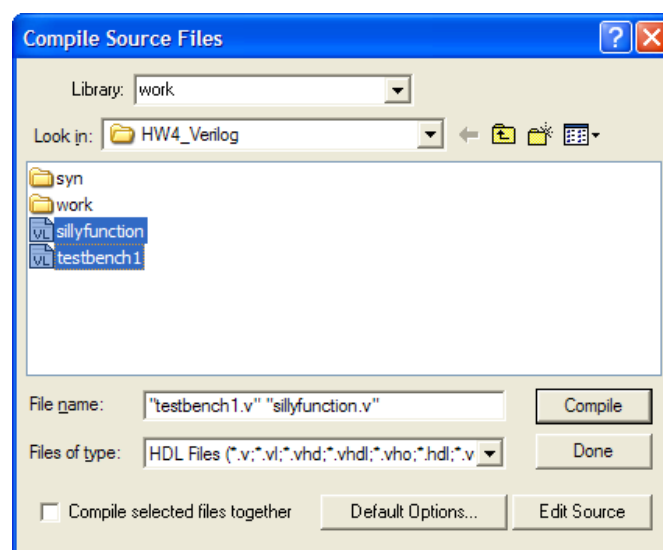 Compile Source Files
Library: work
Look in: HW4_Verilog
syn
work
sillyfunction
testbench1
File name: "testbench1.v" "sillyfunction.v" Compile
Files of type: HDL Files (*.v;*.vl;*.vhd;*.vhdl;*.vho;*.hdl;*.v Done
Compile selected files together Default Options... Edit Source